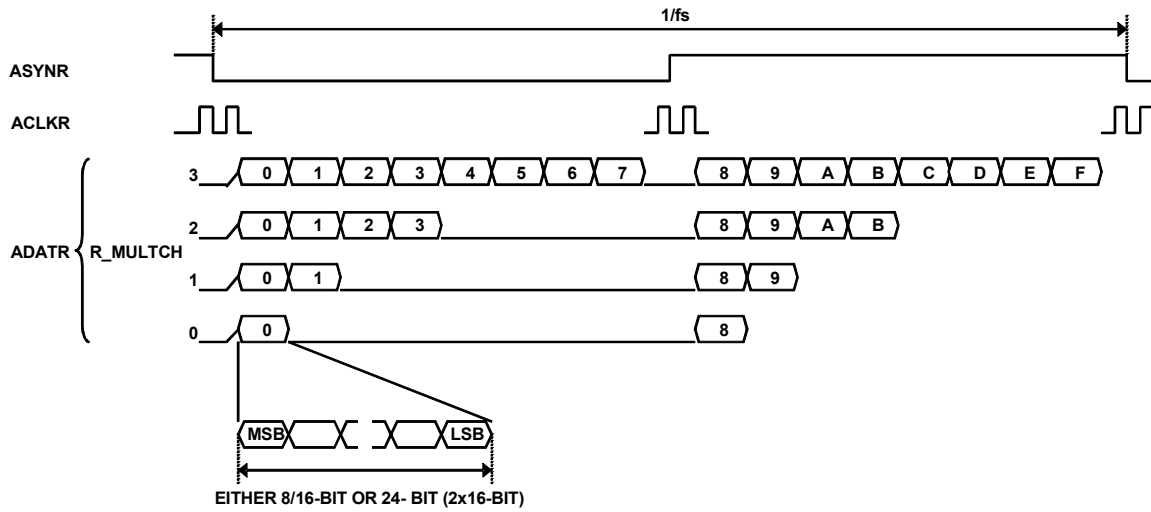 1/fs
ASYNR
ACLKR
3 0 1 2 3 4 5 6 7 8 9 A B C D E F
2 0 1 2 3 8 9 A B
ADATR R_MULTCH
1 0 1 8 9
0 0 8
MSB LSB
EITHER 8/16-BIT OR 24- BIT (2x16-BIT)